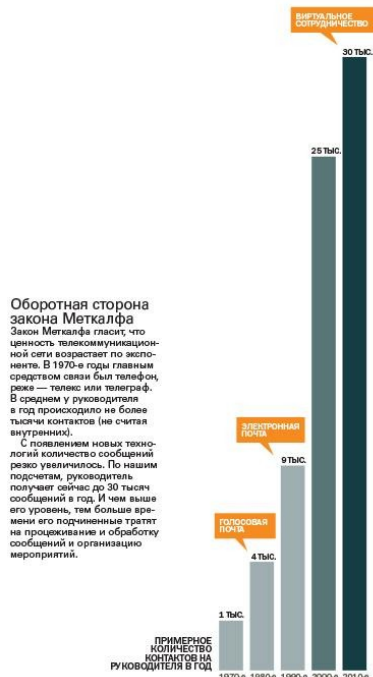 ВИРТУАЛЬНОЕ
СОТРУДНИЧЕСТВО
30 ТЫС.
25 ТЫС.
Оборотная сторона
закона Меткалфа
Закон Меткалфа гласит, что
ценность телекоммуникацион-
ной сети возрастает по экспо-
ненте. В 1970-е годы главным
средством связи был телефон,
реже — телекс или телеграф.
В среднем у руководителя
в год происходило не более
тысячи контактов (не считая
внутренних).
С появлением новых техно-
логий количество сообщений
резко увеличилось. По нашим
подсчетам, руководитель
получает сейчас до 30 тысяч
сообщений в год. И чем выше
его уровень, тем больше вре-
мени его подчиненные тратят
на процеживание и обработку
сообщений и организацию
мероприятий.
ЭЛЕКТРОННАЯ
ПОЧТА
9 ТЫС.
ГОЛОСОВАЯ
ПОЧТА
4 ТЫС.
1 ТЫС.
ПРИМЕРНОЕ
КОЛИЧЕСТВО
КОНТАКТОВ НА
РУКОВОДИТЕЛЯ В ГОД
1970-е 1980-е 1990-е 2000-е 2010-е